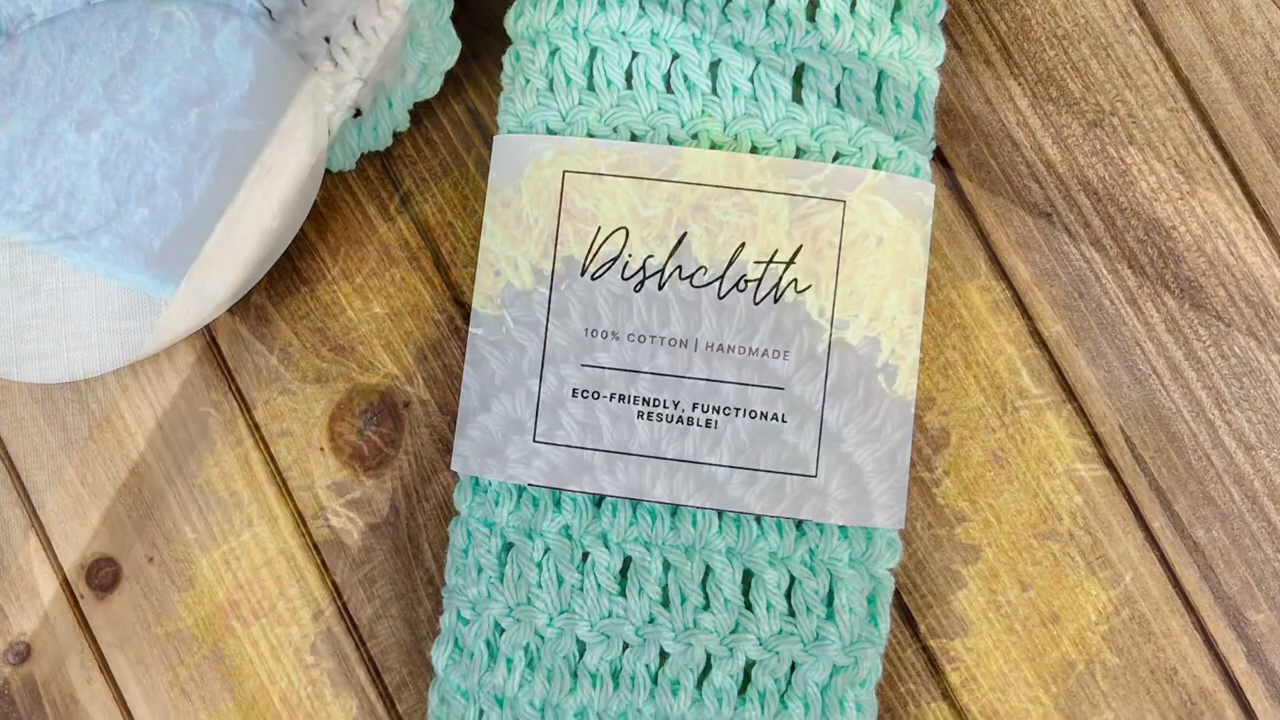 Dishcloth
100% COTTON | HANDMADE
ECO-FRIENDLY, FUNCTIONAL
RESUABLE!